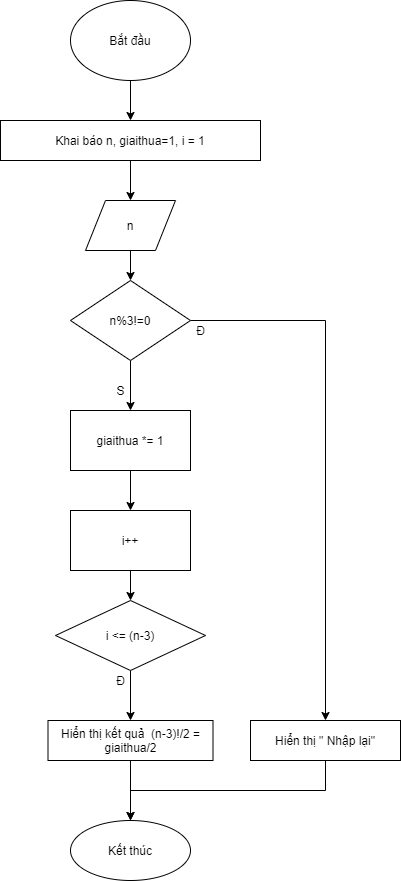 Bắt đầu
Khai báo n, giaithua=1, i = 1
n
n%3!=0
Đ
S
giaithua *= 1
i++
i <= (n-3)
Đ
Hiển thị kết quả  (n-3)!/2 =
giaithua/2
Hiển thị " Nhập lại"
Kết thúc